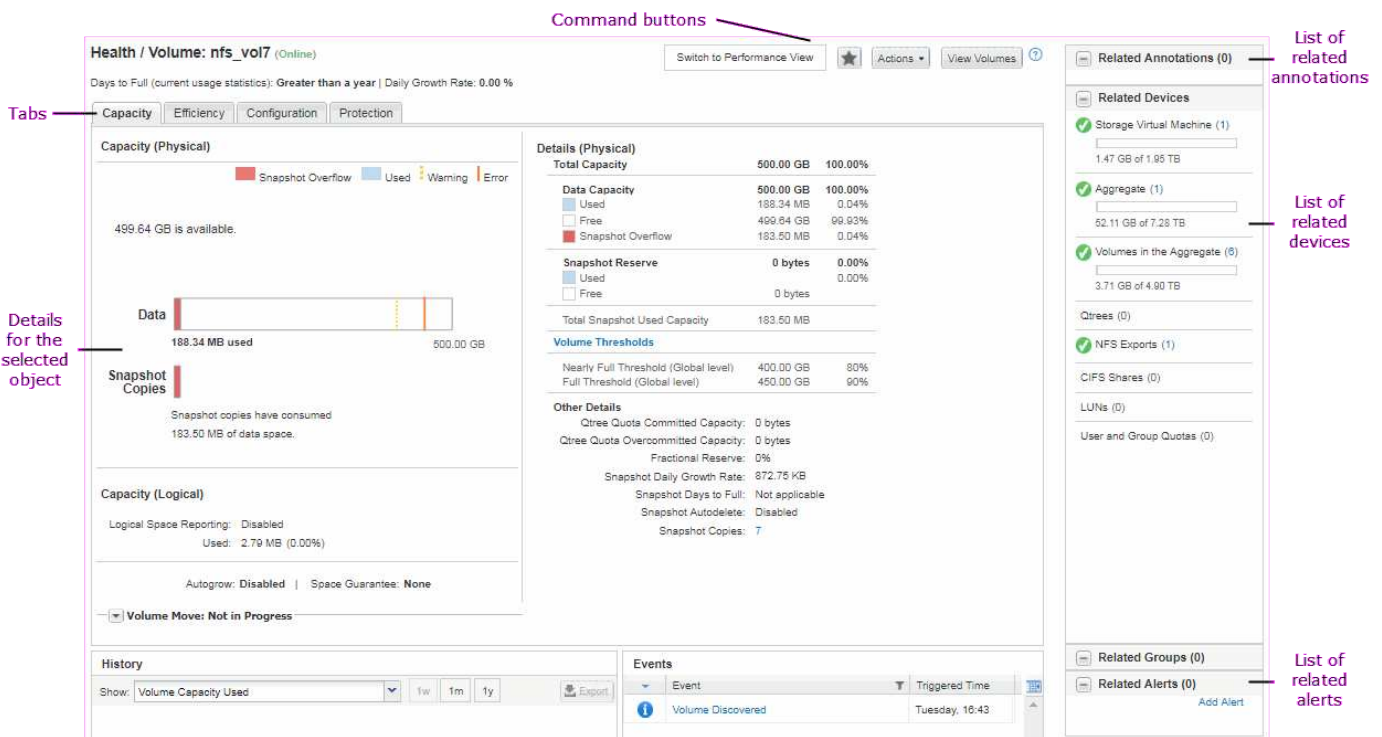 Command buttons
Health / Volume: nfs_vol7 (Online)
Switch to Performance View
Actions
View Volumes
?
Days to Full (current usage statistics): Greater than a year | Daily Growth Rate: 0.00 %
Tabs
Capacity Efficiency Configuration Protection
Capacity (Physical)
Snapshot Overflow Used Warning Error
499.64 GB is available.
Details
for the
selected
object
Data
188.34 MB used 500.00 GB
Snapshot
Copies
Snapshot copies have consumed
183.50 MB of data space.
Capacity (Logical)
Logical Space Reporting: Disabled
Used: 2.79 MB (0.00%)
Autogrow: Disabled | Space Guarantee: None
Volume Move: Not in Progress
Details (Physical)
Total Capacity 500.00 GB 100.00%
Data Capacity 500.00 GB 100.00%
Used 188.34 MB 0.04%
Free 499.64 GB 99.93%
Snapshot Overflow 183.50 MB 0.04%
Snapshot Reserve 0 bytes 0.00%
Used 0.00%
Free 0 bytes
Total Snapshot Used Capacity 183.50 MB
Volume Thresholds
Nearly Full Threshold (Global level) 400.00 GB 80%
Full Threshold (Global level) 450.00 GB 90%
Other Details
Qtree Quota Committed Capacity: 0 bytes
Qtree Quota Overcommitted Capacity: 0 bytes
Fractional Reserve: 0%
Snapshot Daily Growth Rate: 872.75 KB
Snapshot Days to Full: Not applicable
Snapshot Autodelete: Disabled
Snapshot Copies: 7
Related Annotations (0)
List of
related
annotations
Related Devices
Storage Virtual Machine (1)
1.47 GB of 1.95 TB
Aggregate (1)
52.11 GB of 7.28 TB
List of
related
devices
Volumes in the Aggregate (6)
3.71 GB of 4.90 TB
Qtrees (0)
NFS Exports (1)
CIFS Shares (0)
LUNs (0)
User and Group Quotas (0)
Related Groups (0)
Related Alerts (0)
Add Alert
List of
related
alerts
History
Show: Volume Capacity Used 1w 1m 1y Export
Events
Event Triggered Time
Volume Discovered Tuesday, 16:43